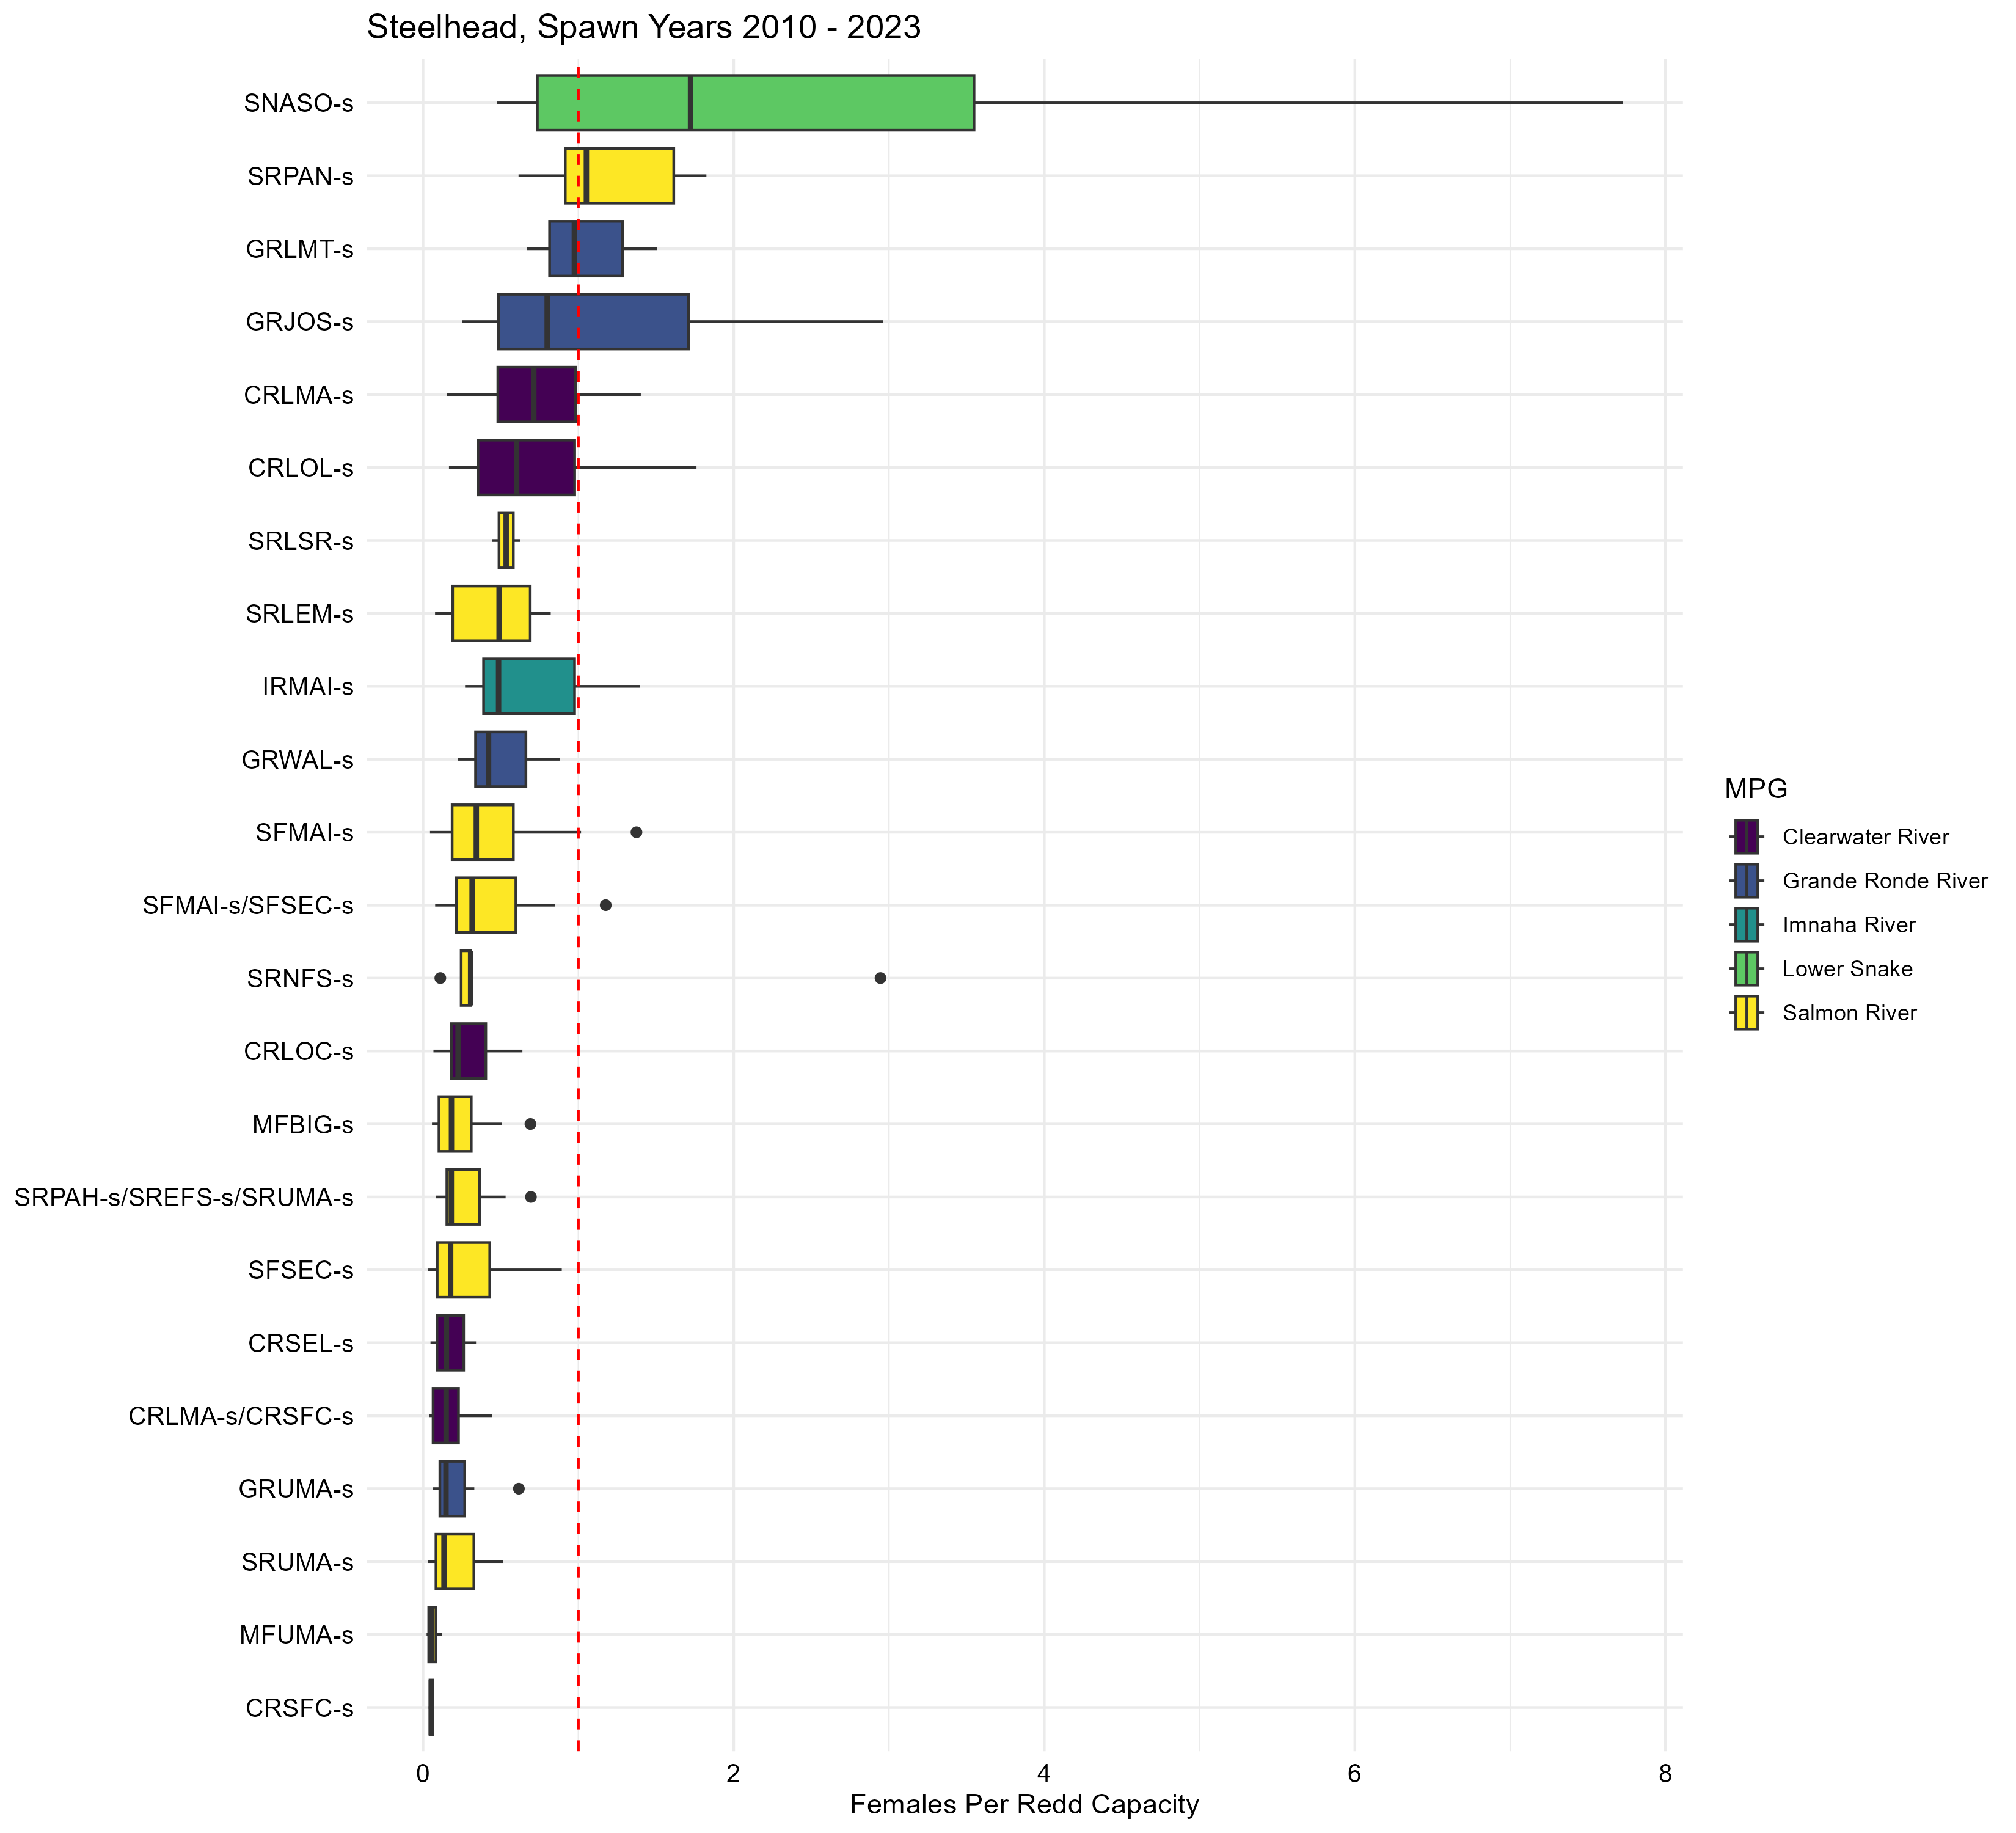 Steelhead, Spawn Years 2010 - 2023
SNASO-s
SRPAN-s
GRLMT-s
GRJOS-s
CRLMA-s
CRLOL-s
SRLSR-s
SRLEM-s
IRMAI-s
GRWAL-s
SFMAI-s
SFMAI-s/SFSEC-s
SRNFS-s
CRLOC-s
MFBIG-s
SRPAH-s/SREFS-s/SRUMA-s
SFSEC-s
CRSEL-s
CRLMA-s/CRSFC-s
GRUMA-s
SRUMA-s
MFUMA-s
CRSFC-s
0 2 4 6 8
Females Per Redd Capacity
MPG
Clearwater River
Grande Ronde River
Imnaha River
Lower Snake
Salmon River